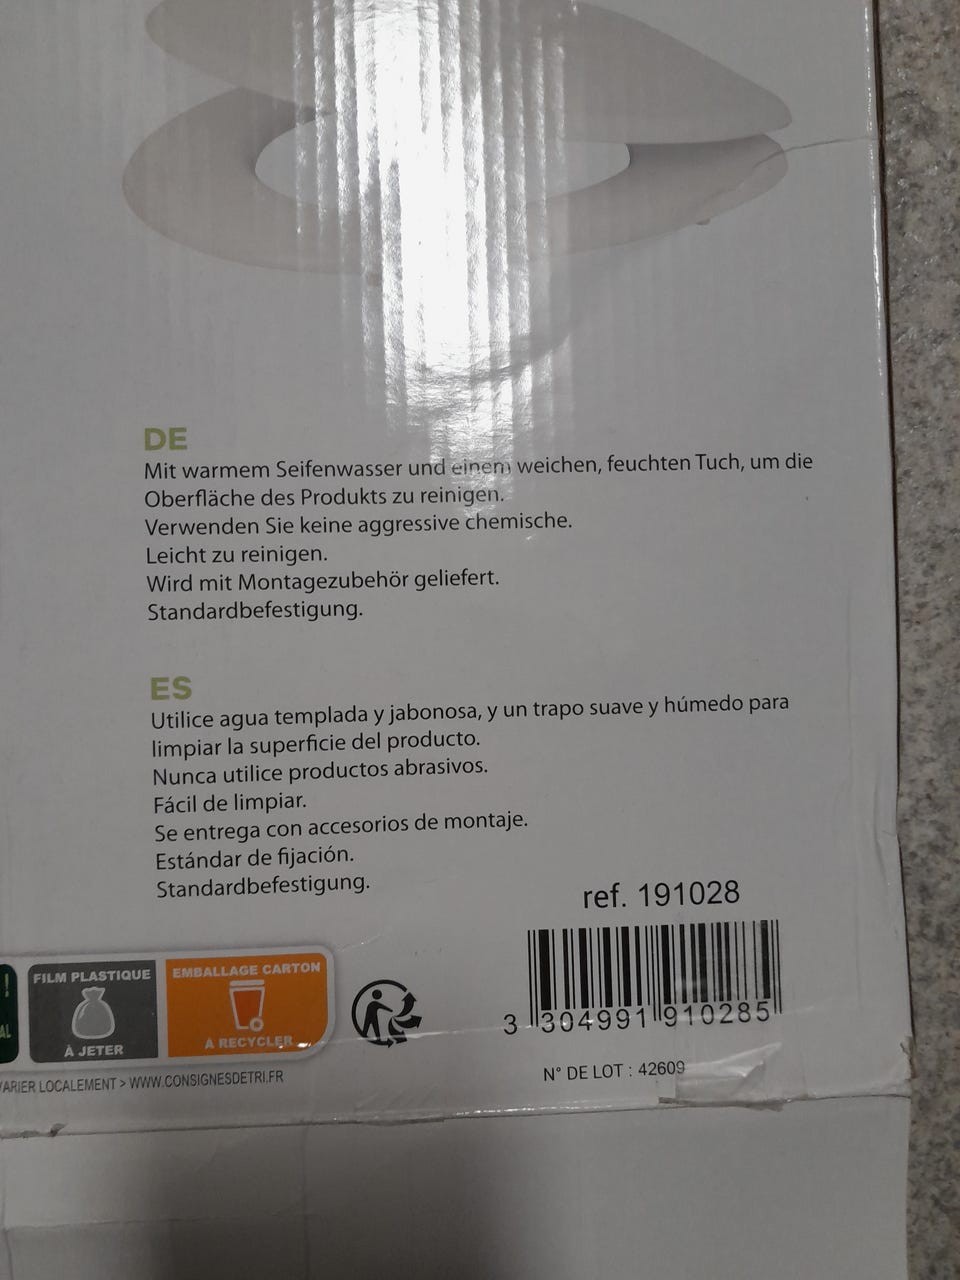 DE
Mit warmem Seifenwasser und einem weichen, feuchten Tuch, um die
Oberfläche des Produkts zu reinigen.
Verwenden Sie keine aggressive chemische.
Leicht zu reinigen.
Wird mit Montagezubehör geliefert.
Standardbefestigung.
ES
Utilice agua templada y jabonosa, y un trapo suave y húmedo para
limpiar la superficie del producto.
Nunca utilice productos abrasivos.
Fácil de limpiar.
Se entrega con accesorios de montaje.
Estándar de fijación.
Standardbefestigung.
ref. 191028
3 304991 910285
N° DE LOT : 42609
!
AL
FILM PLASTIQUE
À JETER
EMBALLAGE CARTON
À RECYCLER
VARIER LOCALEMENT > WWW.CONSIGNESDETRI.FR